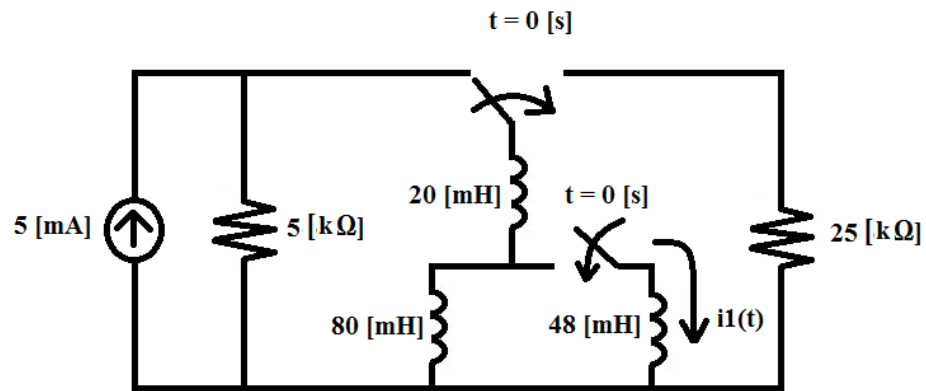 t = 0 [s]
20 [mH]
t = 0 [s]
5 [mA]
5 [kΩ]
25 [kΩ]
80 [mH]
48 [mH]
i1(t)